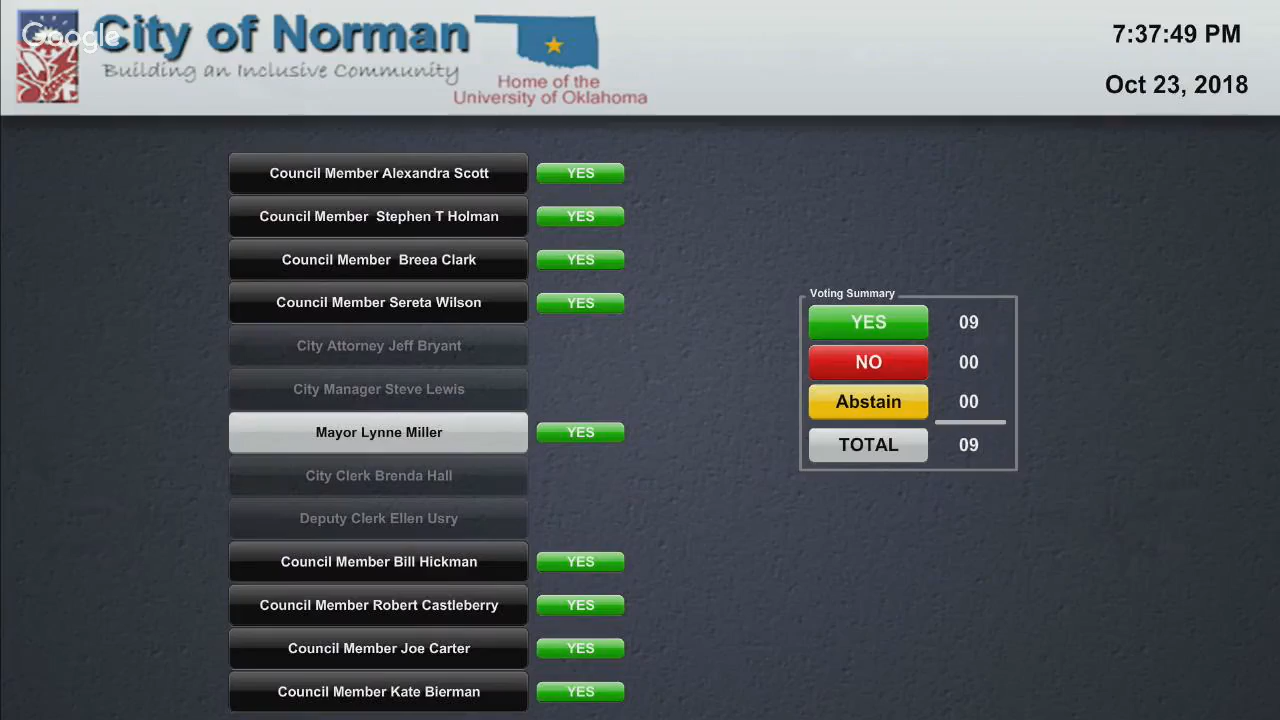 Google
City of Norman
Building an Inclusive Community
Home of the
University of Oklahoma
7:37:49 PM
Oct 23, 2018
Council Member Alexandra Scott YES
Council Member Stephen T Holman YES
Council Member Breea Clark YES
Council Member Sereta Wilson YES
City Attorney Jeff Bryant
City Manager Steve Lewis
Mayor Lynne Miller YES
City Clerk Brenda Hall
Deputy Clerk Ellen Usry
Council Member Bill Hickman YES
Council Member Robert Castleberry YES
Council Member Joe Carter YES
Council Member Kate Bierman YES
Voting Summary
YES 09
NO 00
Abstain 00
TOTAL 09